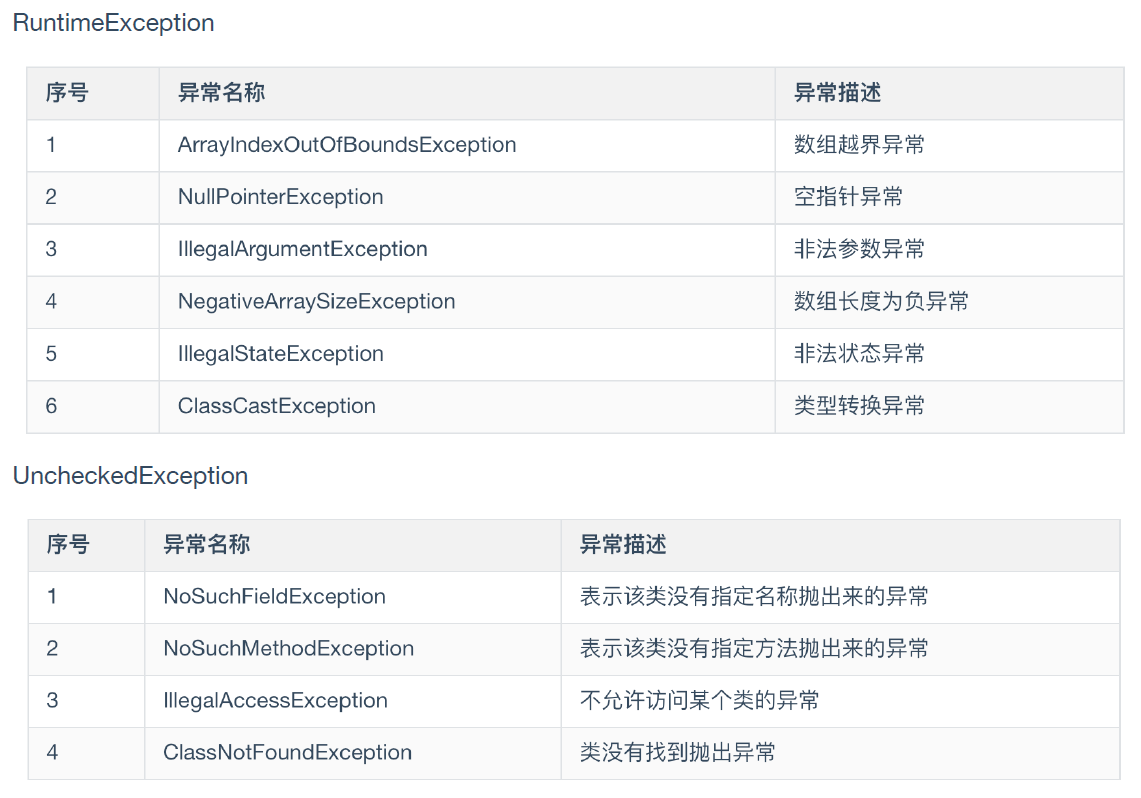 RuntimeException
序号 异常名称 异常描述
1 ArrayIndexOutOfBoundsException 数组越界异常
2 NullPointerException 空指针异常
3 IllegalArgumentException 非法参数异常
4 NegativeArraySizeException 数组长度为负异常
5 IllegalStateException 非法状态异常
6 ClassCastException 类型转换异常
UncheckedException
序号 异常名称 异常描述
1 NoSuchFieldException 表示该类没有指定名称抛出来的异常
2 NoSuchMethodException 表示该类没有指定方法抛出来的异常
3 IllegalAccessException 不允许访问某个类的异常
4 ClassNotFoundException 类没有找到抛出异常